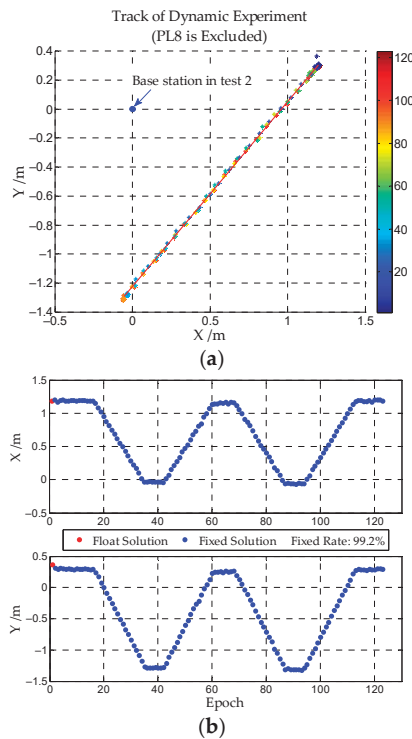 Track of Dynamic Experiment
(PL8 is Excluded)
0.4
0.2
0
−0.2
−0.4
−0.6
−0.8
−1
−1.2
−1.4
Y /m
Base station in test 2
−0.5 0 0.5 1 1.5
X /m
120
100
80
60
40
20
(a)
1.5
1
0.5
0
−0.5
X /m
0 20 40 60 80 100 120
Float Solution Fixed Solution Fixed Rate: 99.2%
0.5
0
−0.5
−1
−1.5
Y /m
0 20 40 60 80 100 120
Epoch
(b)